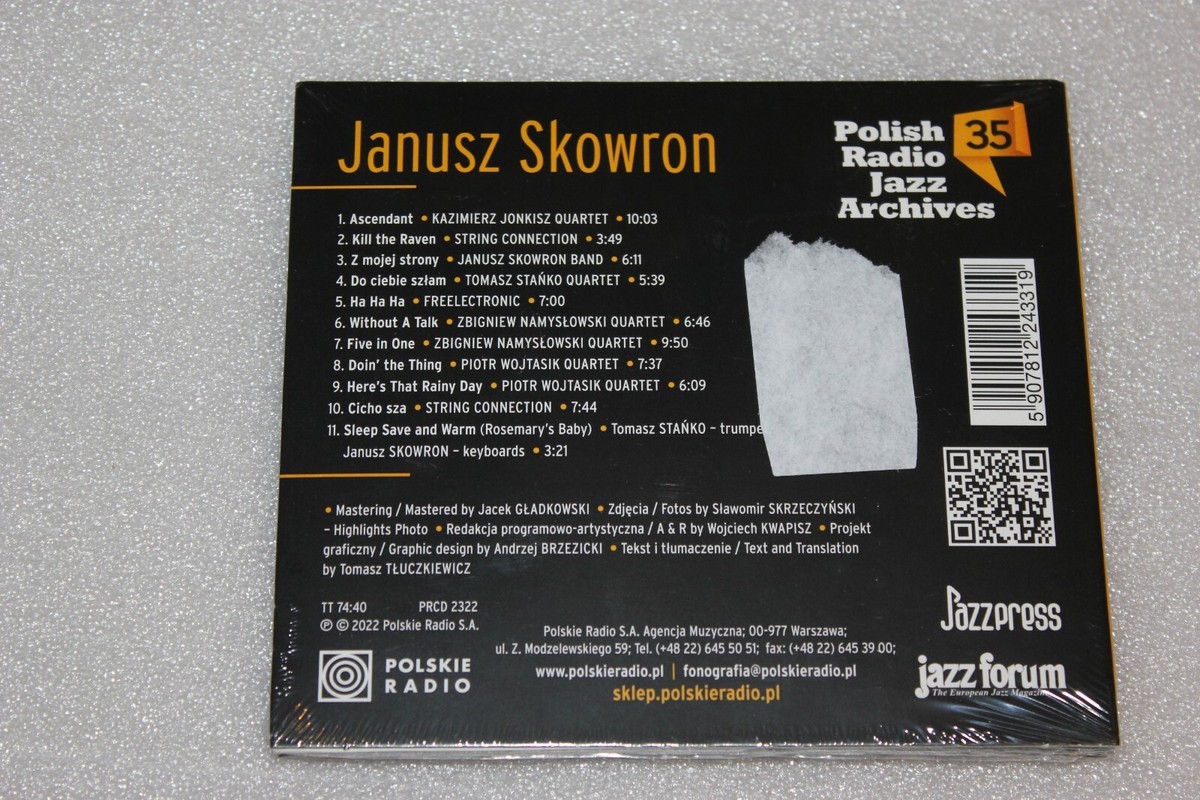 Janusz Skowron
Polish
Radio
Jazz
Archives
35
1. Ascendant • KAZIMIERZ JONKISZ QUARTET • 10:03
2. Kill the Raven • STRING CONNECTION • 3:49
3. Z mojej strony • JANUSZ SKOWRON BAND • 6:11
4. Do ciebie szłam • TOMASZ STAŃKO QUARTET • 5:39
5. Ha Ha Ha • FREELECTRONIC • 7:00
6. Without A Talk • ZBIGNIEW NAMYSŁOWSKI QUARTET • 6:46
7. Five in One • ZBIGNIEW NAMYSŁOWSKI QUARTET • 9:50
8. Doin' the Thing • PIOTR WOJTASIK QUARTET • 7:37
9. Here's That Rainy Day • PIOTR WOJTASIK QUARTET • 6:09
10. Cicho sza • STRING CONNECTION • 7:44
11. Sleep Save and Warm (Rosemary's Baby) • Tomasz STAŃKO – trumpe
Janusz SKOWRON – keyboards • 3:21
5 907812 243319
• Mastering / Mastered by Jacek GŁADKOWSKI • Zdjęcia / Fotos by Sławomir SKRZECZYŃSKI
– Highlights Photo • Redakcja programowo-artystyczna / A & R by Wojciech KWAPISZ • Projekt
graficzny / Graphic design by Andrzej BRZEZICKI • Tekst i tłumaczenie / Text and Translation
by Tomasz TŁUCZKIEWICZ
TT 74:40 PRCD 2322
℗ © 2022 Polskie Radio S.A.
POLSKIE
RADIO
Polskie Radio S.A. Agencja Muzyczna; 00-977 Warszawa;
ul. Z. Modzelewskiego 59; Tel. (+48 22) 645 50 51; fax: (+48 22) 645 39 00;
www.polskieradio.pl | fonografia@polskieradio.pl
sklep.polskieradio.pl
Jazzpress
jazz forum
The European Jazz Magazine